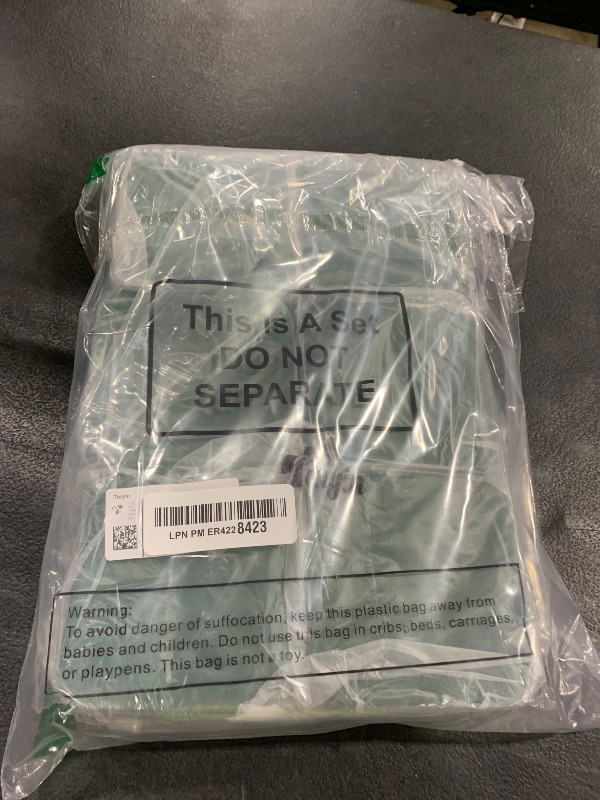 This Is A Set
DO NOT
SEPARATE
LPN PM ER4228423
Warning:
To avoid danger of suffocation, keep this plastic bag away from
babies and children. Do not use this bag in cribs, beds, carriages,
or playpens. This bag is not a toy.